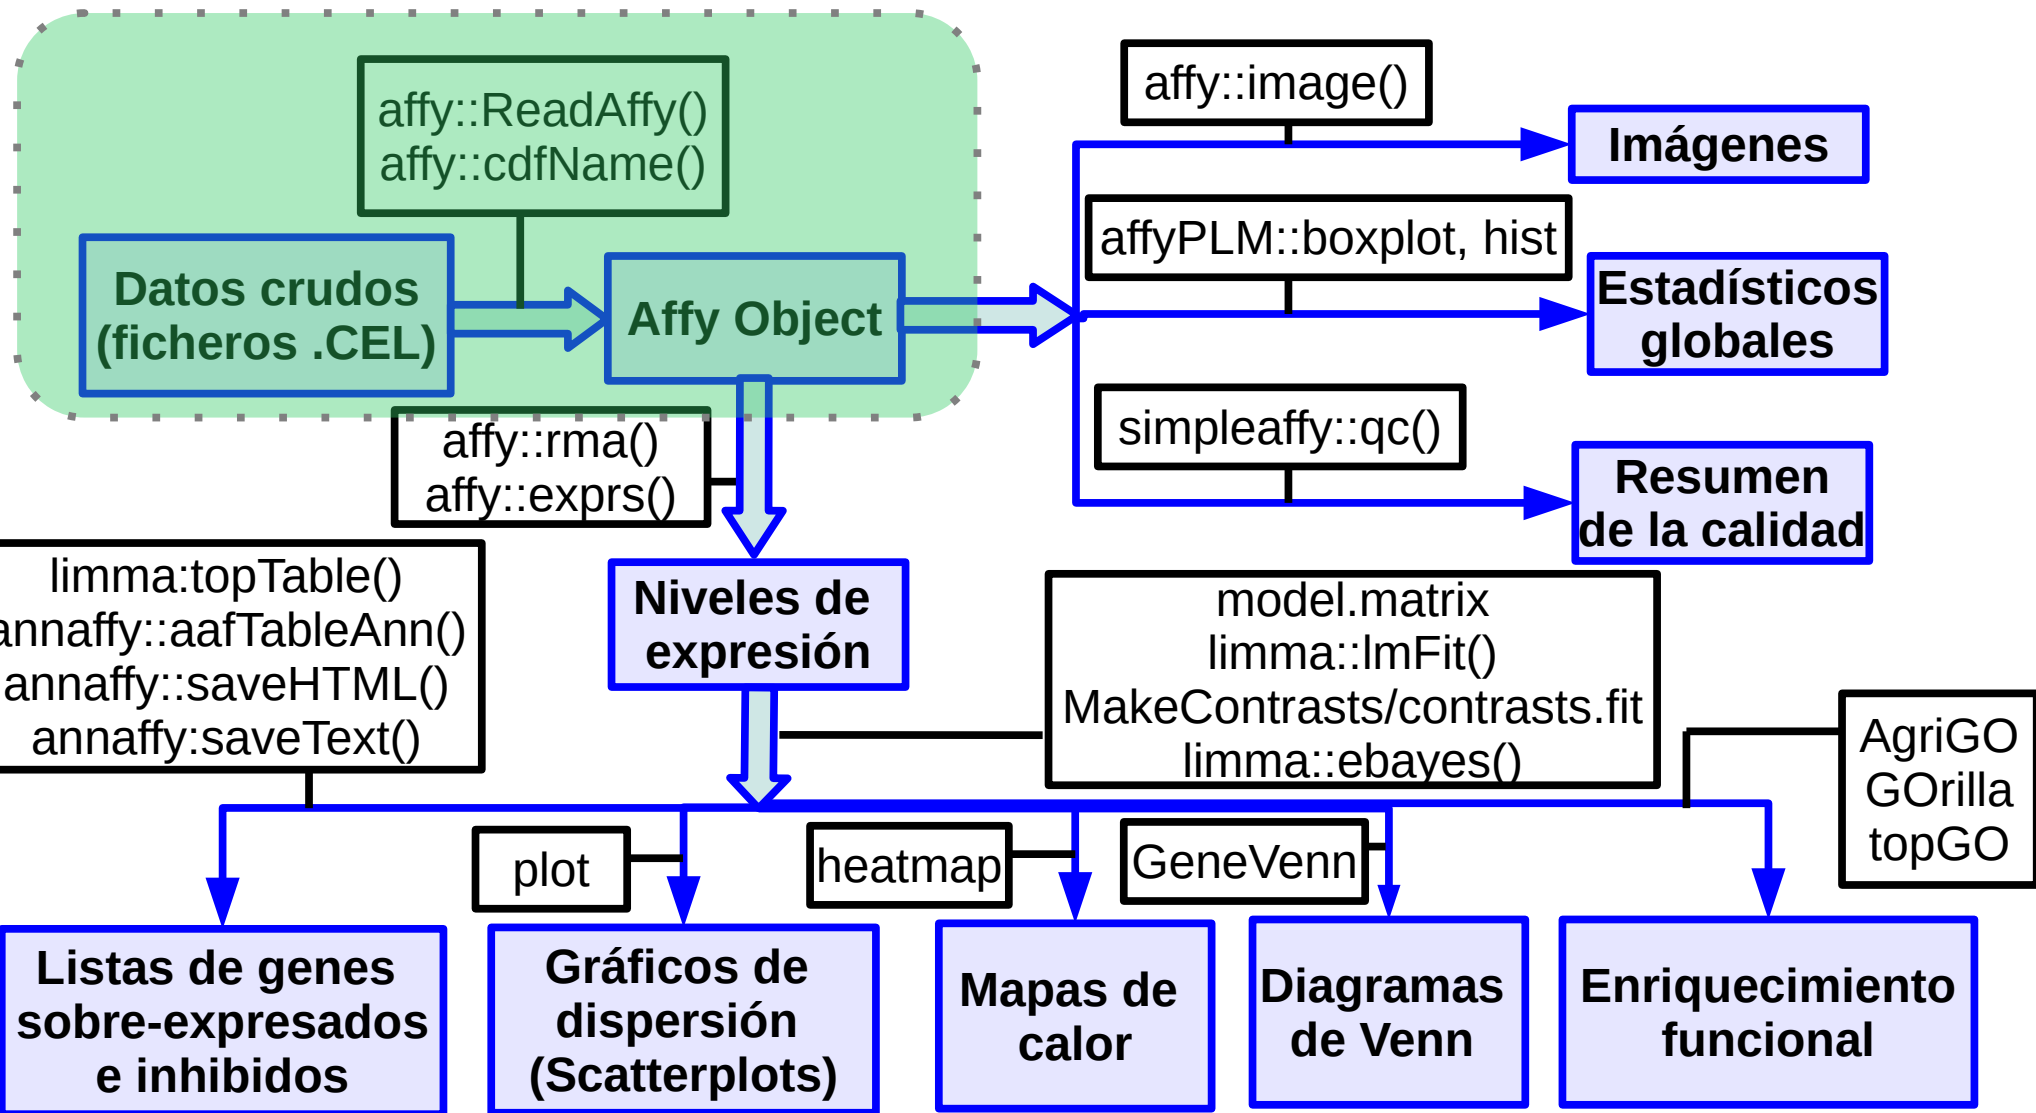 affy::ReadAffy()
affy::cdfName()
Datos crudos
(ficheros .CEL)
Affy Object
affy::image()
Imágenes
affyPLM::boxplot, hist
Estadísticos
globales
simpleaffy::qc()
Resumen
de la calidad
affy::rma()
affy::exprs()
Niveles de
expresión
limma:topTable()
annaffy::aafTableAnn()
annaffy::saveHTML()
annaffy:saveText()
model.matrix
limma::lmFit()
MakeContrasts/contrasts.fit
limma::ebayes()
AgriGO
GOrilla
topGO
plot
heatmap
GeneVenn
Listas de genes
sobre-expresados
e inhibidos
Gráficos de
dispersión
(Scatterplots)
Mapas de
calor
Diagramas
de Venn
Enriquecimiento
funcional